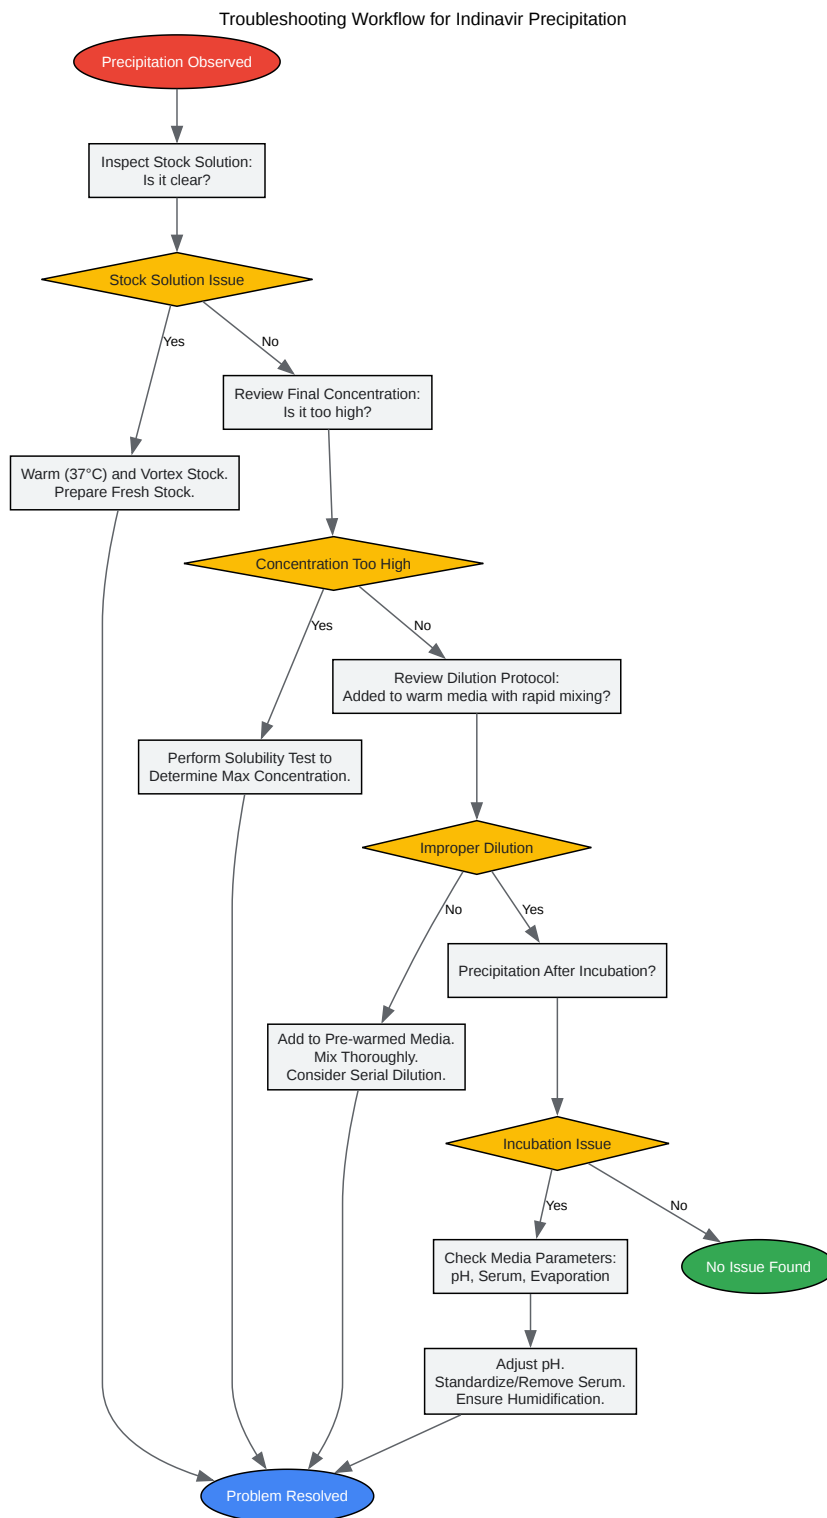 Troubleshooting Workflow for Indinavir Precipitation
Precipitation Observed
Inspect Stock Solution:
Is it clear?
Stock Solution Issue
Yes
No
Review Final Concentration:
Is it too high?
Warm (37°C) and Vortex Stock.
Prepare Fresh Stock.
Concentration Too High
Yes
No
Review Dilution Protocol:
Added to warm media with rapid mixing?
Perform Solubility Test to
Determine Max Concentration.
Improper Dilution
No
Yes
Precipitation After Incubation?
Add to Pre-warmed Media.
Mix Thoroughly.
Consider Serial Dilution.
Incubation Issue
Yes
No
Check Media Parameters:
pH, Serum, Evaporation
No Issue Found
Adjust pH.
Standardize/Remove Serum.
Ensure Humidification.
Problem Resolved